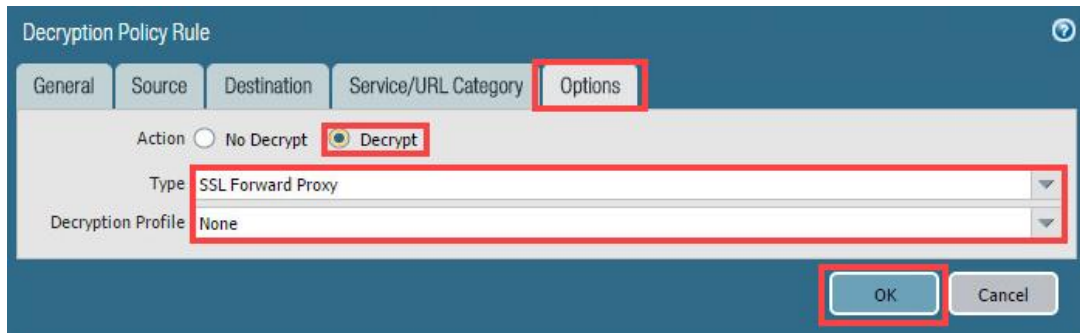 Decryption Policy Rule
General Source Destination Service/URL Category Options
Action No Decrypt Decrypt
Type SSL Forward Proxy
Decryption Profile None
OK Cancel